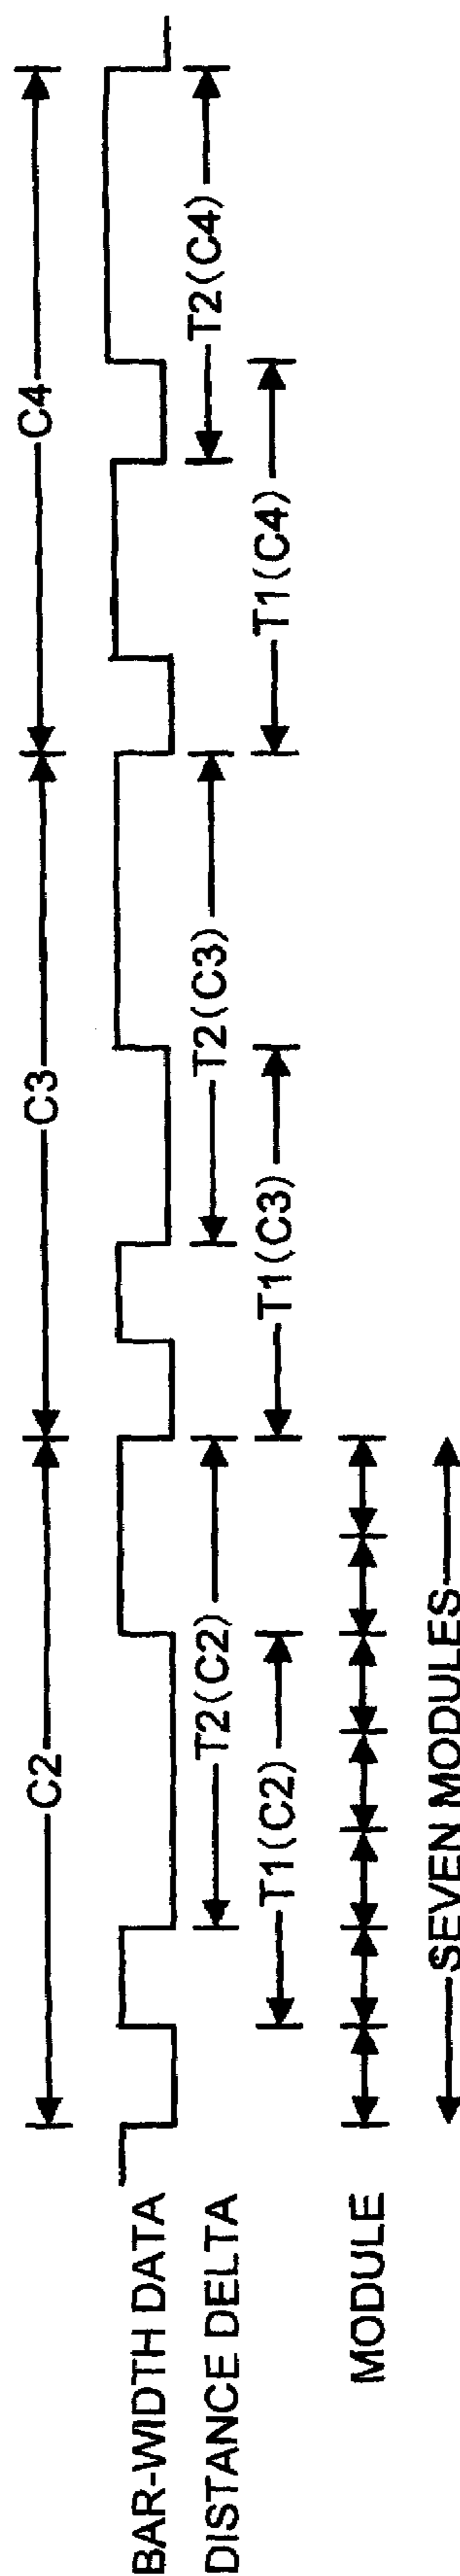 C2
C3
C4
BAR-WIDTH DATA
DISTANCE DELTA
T2(C2)
T2(C3)
T2(C4)
T1(C2)
T1(C3)
T1(C4)
MODULE
SEVEN MODULES